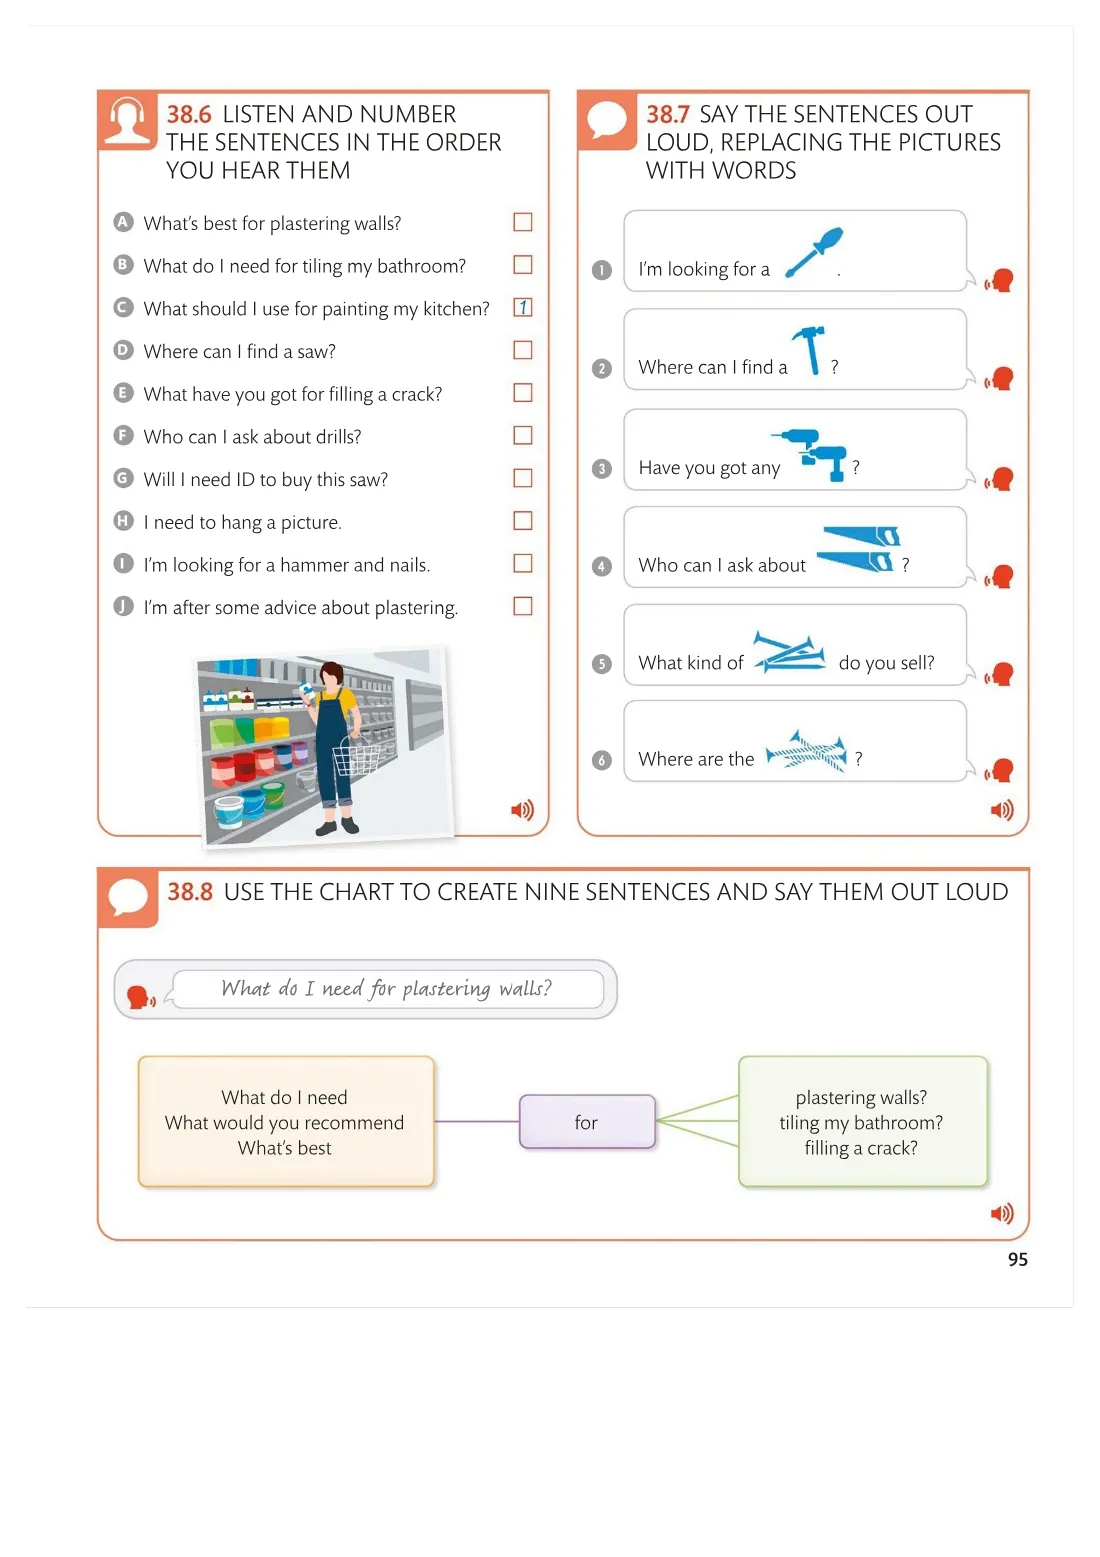 38.6 LISTEN AND NUMBER
THE SENTENCES IN THE ORDER
YOU HEAR THEM
A What's best for plastering walls?
B What do I need for tiling my bathroom?
C What should I use for painting my kitchen? 1
D Where can I find a saw?
E What have you got for filling a crack?
F Who can I ask about drills?
G Will I need ID to buy this saw?
H I need to hang a picture.
I I'm looking for a hammer and nails.
J I'm after some advice about plastering.
38.7 SAY THE SENTENCES OUT
LOUD, REPLACING THE PICTURES
WITH WORDS
1 I'm looking for a .
2 Where can I find a ?
3 Have you got any ?
4 Who can I ask about ?
5 What kind of do you sell?
6 Where are the ?
38.8 USE THE CHART TO CREATE NINE SENTENCES AND SAY THEM OUT LOUD
What do I need for plastering walls?
What do I need
What would you recommend
What's best
for
plastering walls?
tiling my bathroom?
filling a crack?
95